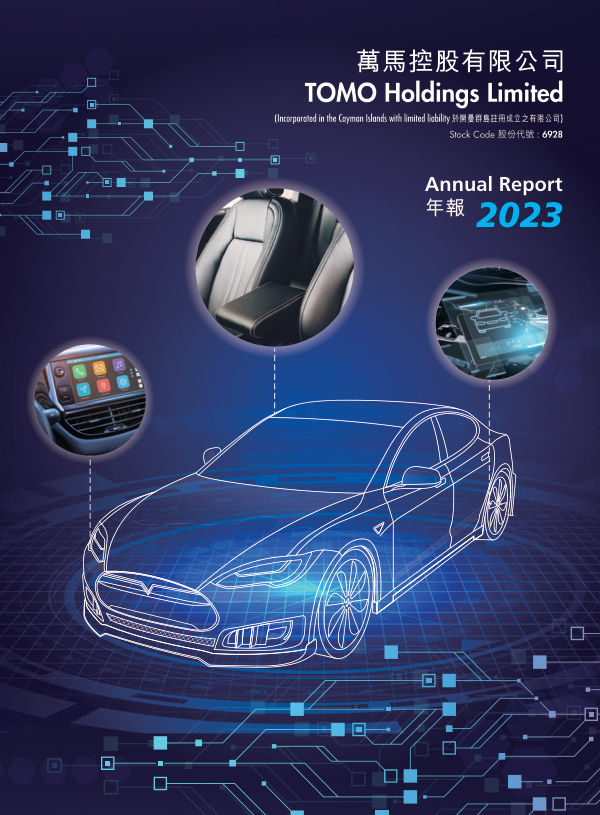 萬馬控股有限公司
TOMO Holdings Limited
(Incorporated in the Cayman Islands with limited liability 於開曼群島註冊成立之有限公司)
Stock Code 股份代號 : 6928
Annual Report
年報 2023